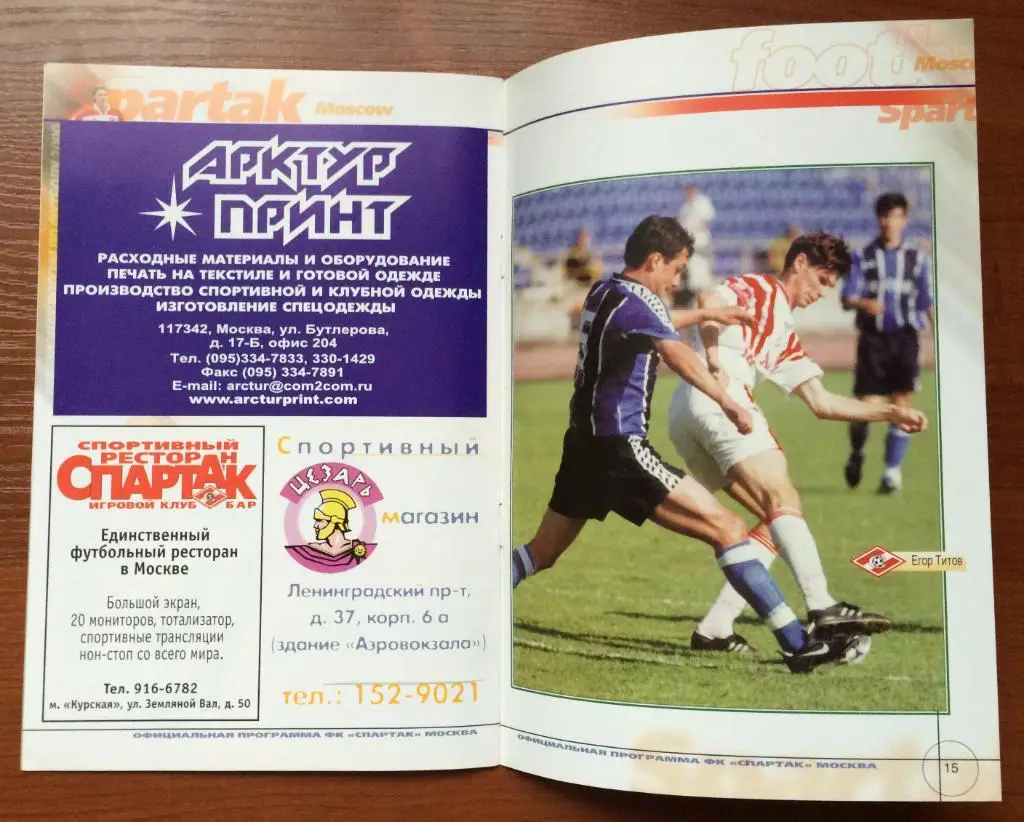 Spartak
Moscow
АРКТУР
ПРИНТ
РАСХОДНЫЕ МАТЕРИАЛЫ И ОБОРУДОВАНИЕ
ПЕЧАТЬ НА ТЕКСТИЛЕ И ГОТОВОЙ ОДЕЖДЕ
ПРОИЗВОДСТВО СПОРТИВНОЙ И КЛУБНОЙ ОДЕЖДЫ
ИЗГОТОВЛЕНИЕ СПЕЦОДЕЖДЫ
117342, Москва, ул. Бутлерова,
д. 17-Б, офис 204
Тел. (095)334-7833, 330-1429
Факс (095) 334-7891
E-mail: arctur@com2com.ru
www.arcturprint.com
СПОРТИВНЫЙ
РЕСТОРАН
СПАРТАК
ИГРОВОЙ КЛУБ БАР
Единственный
футбольный ресторан
в Москве
Большой экран,
20 мониторов, тотализатор,
спортивные трансляции
нон-стоп со всего мира.
Тел. 916-6782
м. «Курская», ул. Земляной Вал, д. 50
Спортивный
ЦЕЗАРЬ
магазин
Ленинградский пр-т,
д. 37, корп. 6 а
(здание «Аэровокзала»)
тел.: 152-9021
ОФИЦИАЛЬНАЯ ПРОГРАММА ФК «СПАРТАК» МОСКВА
foot
Mosco
Spart
Егор Титов
ОФИЦИАЛЬНАЯ ПРОГРАММА ФК «СПАРТАК» МОСКВА
15